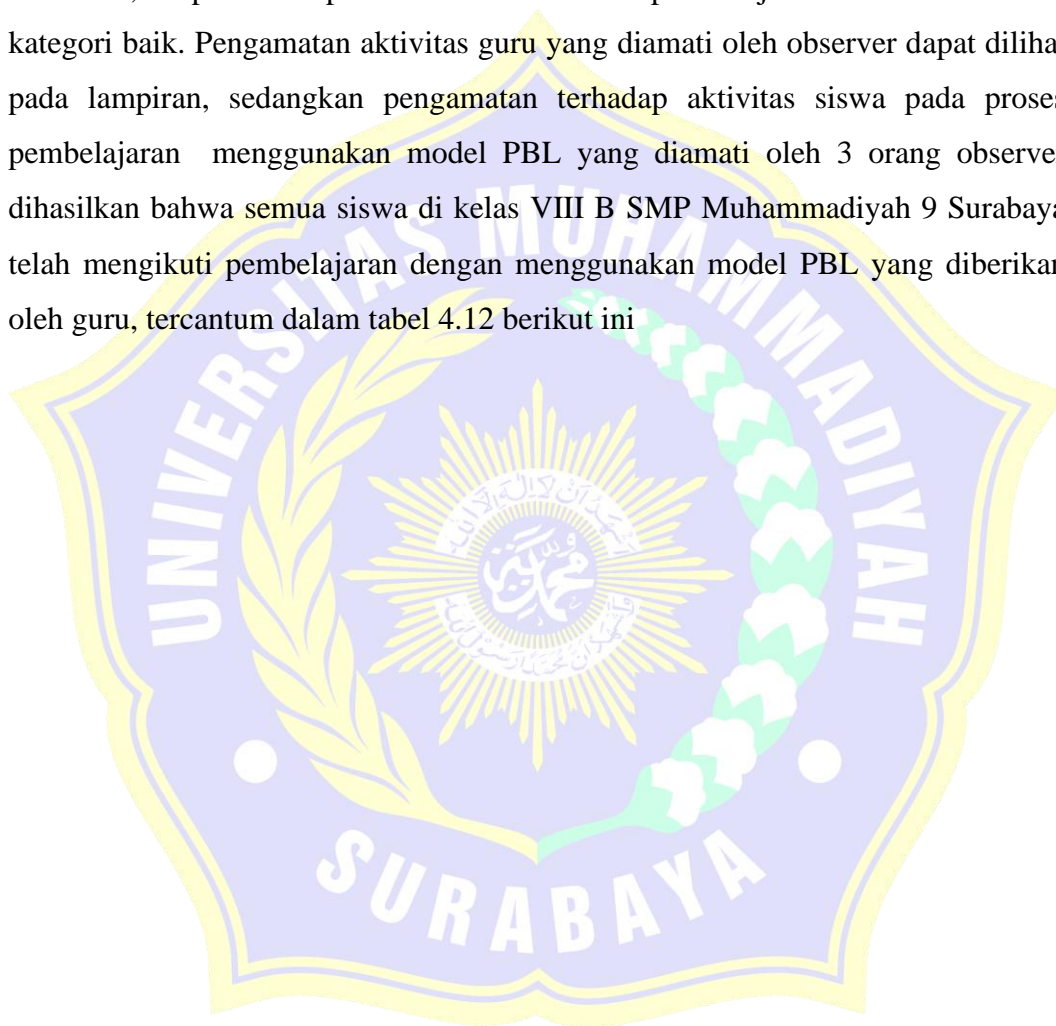 kategori baik. Pengamatan aktivitas guru yang diamati oleh observer dapat diliha
pada lampiran, sedangkan pengamatan terhadap aktivitas siswa pada proses
pembelajaran menggunakan model PBL yang diamati oleh 3 orang observe
dihasilkan bahwa semua siswa di kelas VIII B SMP Muhammadiyah 9 Surabaya
telah mengikuti pembelajaran dengan menggunakan model PBL yang diberikan
oleh guru, tercantum dalam tabel 4.12 berikut ini
UNIVERSITAS MUHAMMADIYAH
محمد
SURABAYA